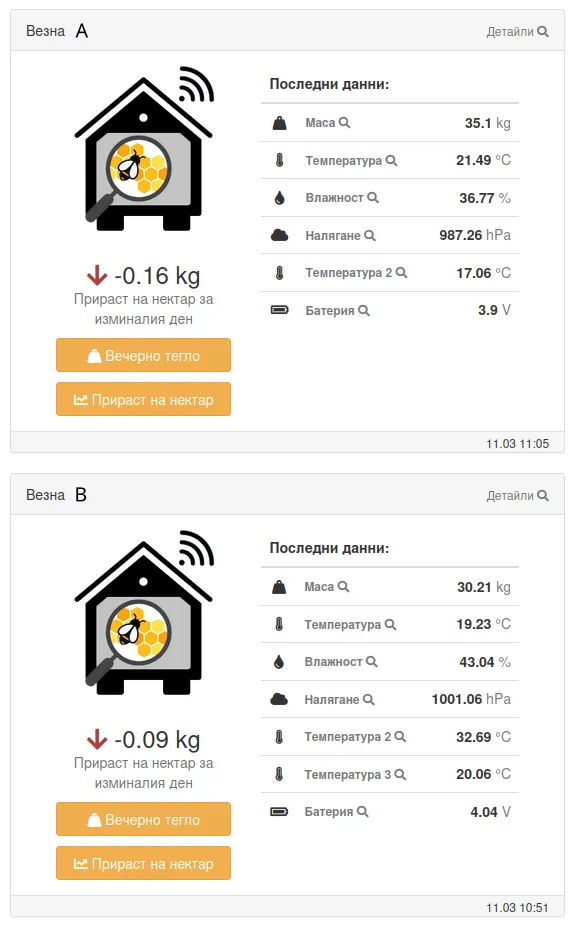 Везна A
Детайли
Последни данни:
Маса 35.1 kg
Температура 21.49 °C
Влажност 36.77 %
Налягане 987.26 hPa
Температура 2 17.06 °C
Батерия 3.9 V
-0.16 kg
Прираст на нектар за
изминалия ден
Вечерно тегло
Прираст на нектар
11.03 11:05
Везна B
Детайли
Последни данни:
Маса 30.21 kg
Температура 19.23 °C
Влажност 43.04 %
Налягане 1001.06 hPa
Температура 2 32.69 °C
Температура 3 20.06 °C
Батерия 4.04 V
-0.09 kg
Прираст на нектар за
изминалия ден
Вечерно тегло
Прираст на нектар
11.03 10:51